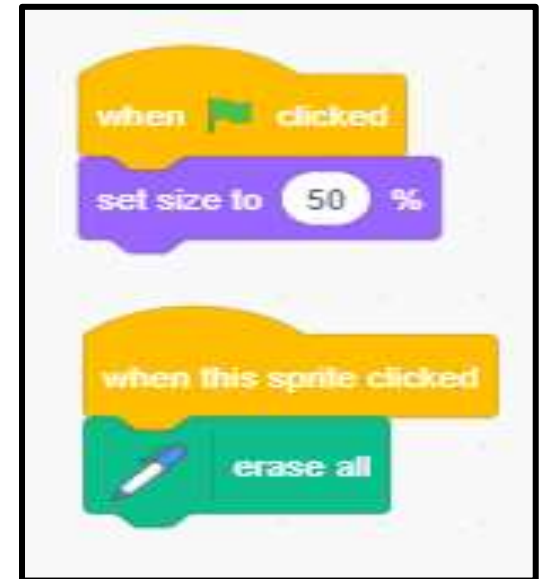 when clicked
set size to 50 %
when this sprite clicked
erase all